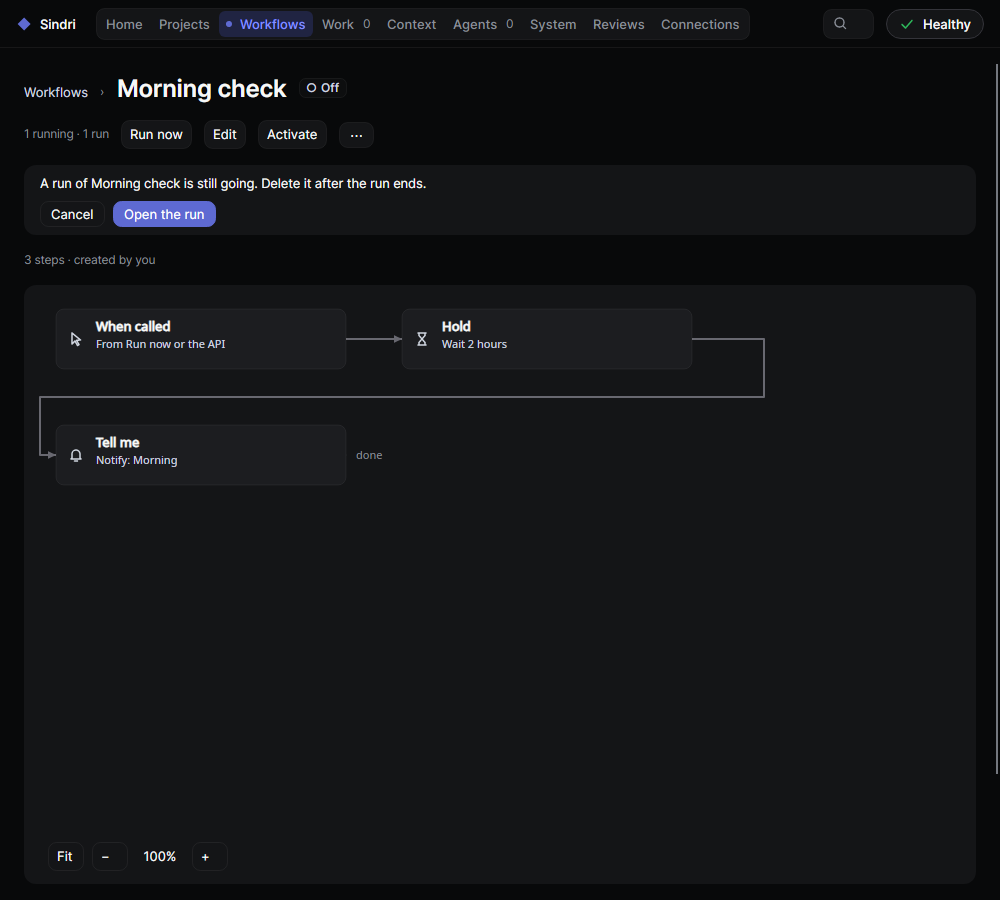 Sindri Home Projects Workflows Work 0 Context Agents 0 System Reviews Connections Healthy
Workflows › Morning check Off
1 running · 1 run Run now Edit Activate ...
A run of Morning check is still going. Delete it after the run ends.
Cancel Open the run
3 steps · created by you
When called
From Run now or the API
Hold
Wait 2 hours
Tell me
Notify: Morning
done
Fit − 100% +